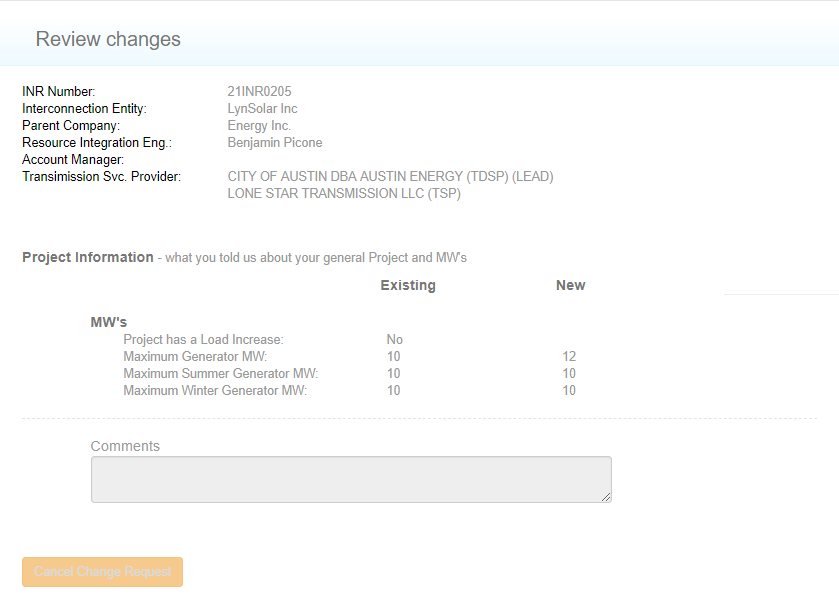 Review changes
INR Number: 21INR0205
Interconnection Entity: LynSolar Inc
Parent Company: Energy Inc.
Resource Integration Eng.: Benjamin Picone
Account Manager:
Transimission Svc. Provider: CITY OF AUSTIN DBA AUSTIN ENERGY (TDSP) (LEAD)
LONE STAR TRANSMISSION LLC (TSP)
Project Information - what you told us about your general Project and MW's
Existing New
MW's
Project has a Load Increase: No
Maximum Generator MW: 10 12
Maximum Summer Generator MW: 10 10
Maximum Winter Generator MW: 10 10
Comments
Cancel Change Request